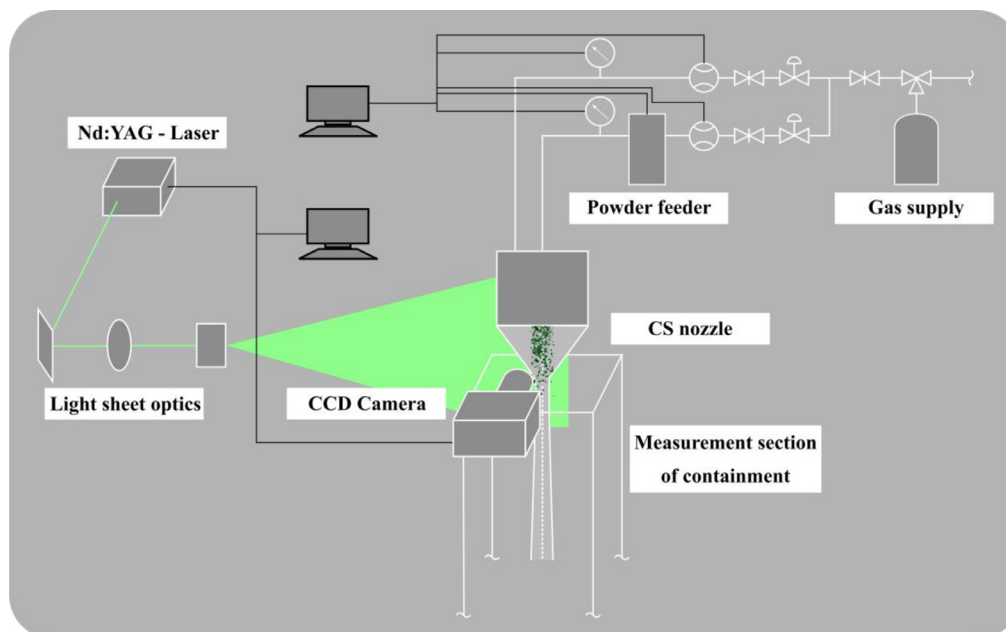 Nd:YAG - Laser
Powder feeder
Gas supply
CS nozzle
Light sheet optics
CCD Camera
Measurement section
of containment